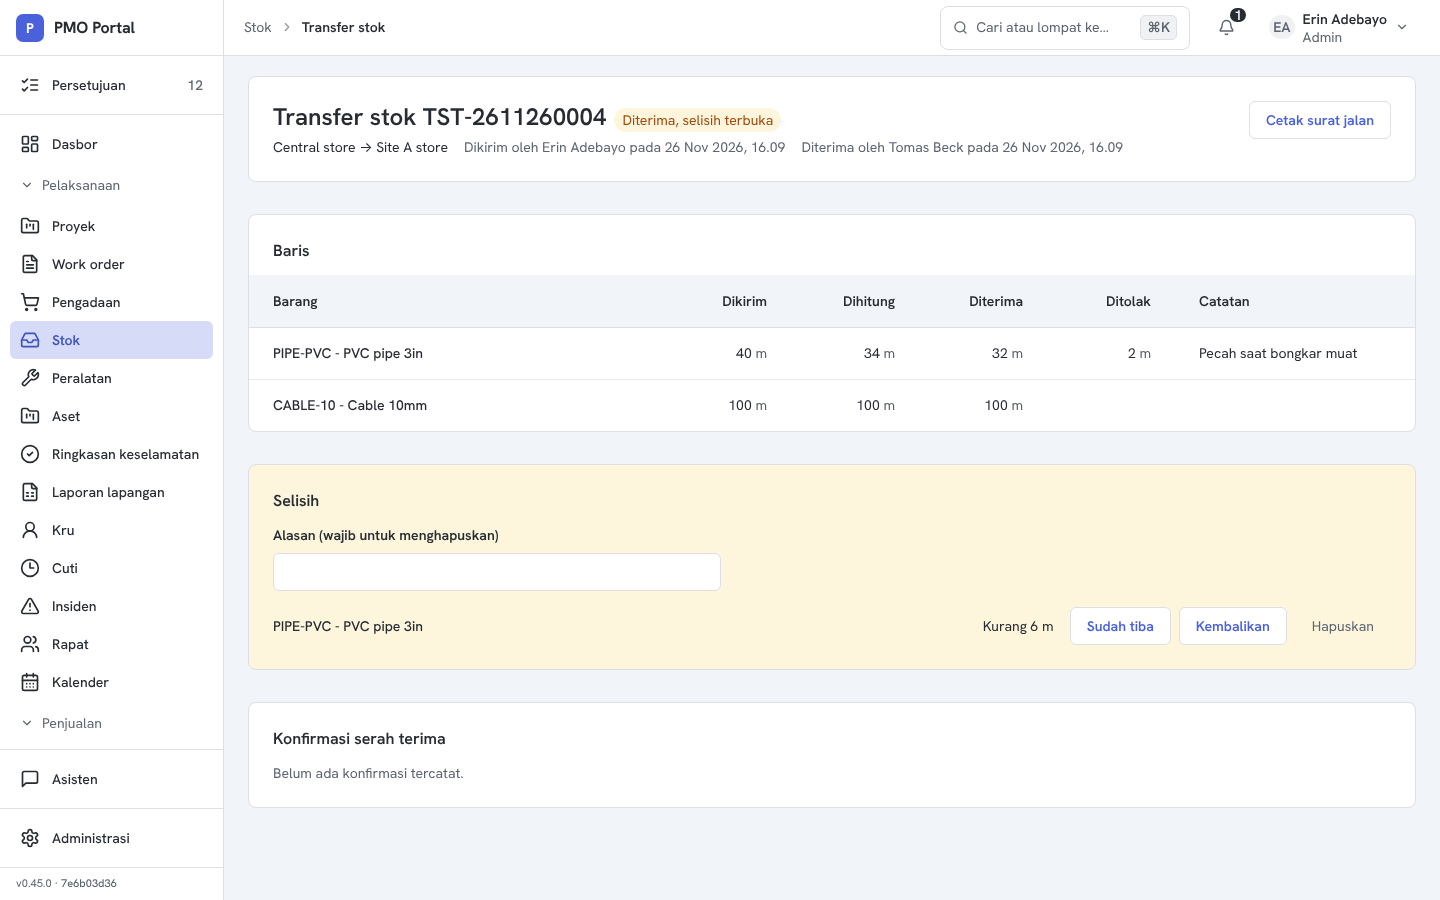 P PMO Portal
Stok > Transfer stok
Cari atau lompat ke... ⌘K
1
EA Erin Adebayo
Admin
Persetujuan 12
Dasbor
Pelaksanaan
Proyek
Work order
Pengadaan
Stok
Peralatan
Aset
Ringkasan keselamatan
Laporan lapangan
Kru
Cuti
Insiden
Rapat
Kalender
Penjualan
Asisten
Administrasi
v0.45.0 · 7e6b03d36
Transfer stok TST-2611260004 Diterima, selisih terbuka
Cetak surat jalan
Central store → Site A store Dikirim oleh Erin Adebayo pada 26 Nov 2026, 16.09 Diterima oleh Tomas Beck pada 26 Nov 2026, 16.09
Baris
Barang Dikirim Dihitung Diterima Ditolak Catatan
PIPE-PVC - PVC pipe 3in 40 m 34 m 32 m 2 m Pecah saat bongkar muat
CABLE-10 - Cable 10mm 100 m 100 m 100 m
Selisih
Alasan (wajib untuk menghapuskan)
PIPE-PVC - PVC pipe 3in Kurang 6 m Sudah tiba Kembalikan Hapuskan
Konfirmasi serah terima
Belum ada konfirmasi tercatat.